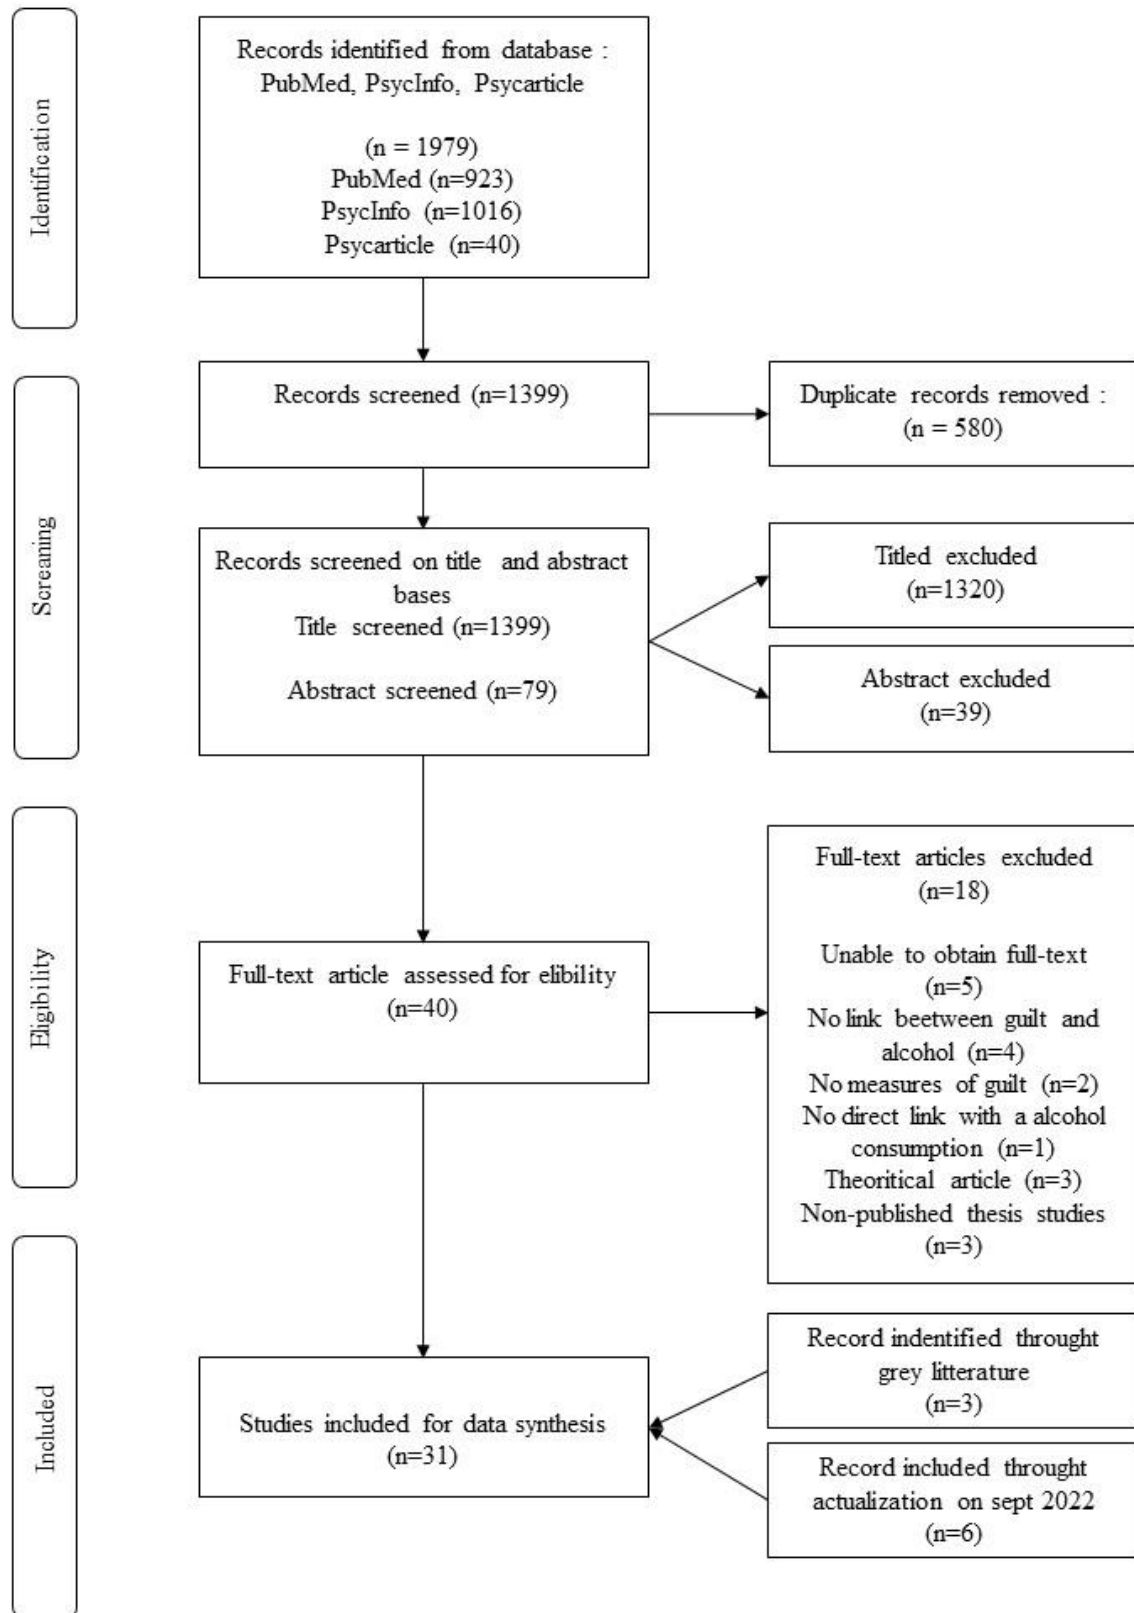 Identification
Records identified from database :
PubMed, PsycInfo, Psycarticle
(n = 1979)
PubMed (n=923)
PsycInfo (n=1016)
Psycarticle (n=40)
Screaning
Records screened (n=1399)
Duplicate records removed :
(n = 580)
Records screened on title and abstract
bases
Title screened (n=1399)
Abstract screened (n=79)
Titled excluded
(n=1320)
Abstract excluded
(n=39)
Eligibility
Full-text article assessed for elibility
(n=40)
Full-text articles excluded
(n=18)
Unable to obtain full-text
(n=5)
No link beetween guilt and
alcohol (n=4)
No measures of guilt (n=2)
No direct link with a alcohol
consumption (n=1)
Theoritical article (n=3)
Non-published thesis studies
(n=3)
Included
Studies included for data synthesis
(n=31)
Record indentified throught
grey litterature
(n=3)
Record included throught
actualization on sept 2022
(n=6)